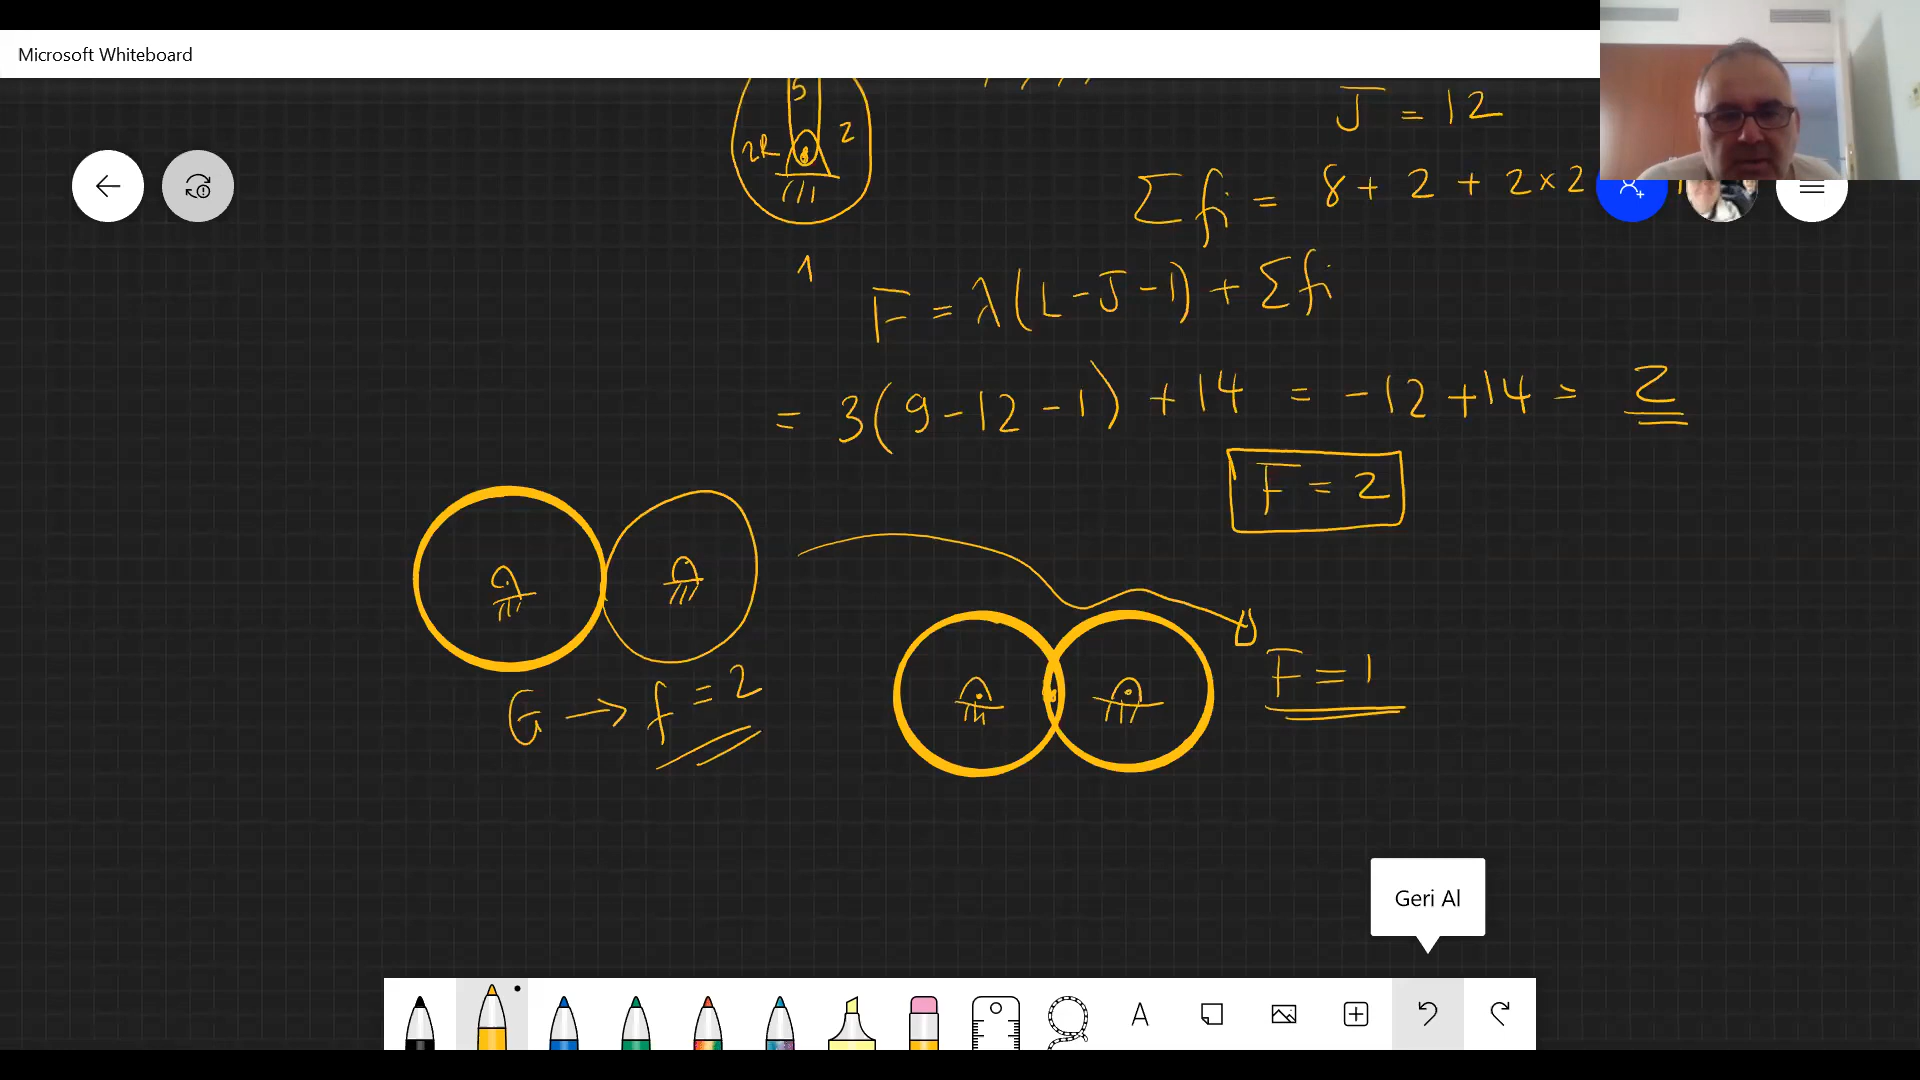 Microsoft Whiteboard
5
2R 2
J = 12
Σfi = 8 + 2 + 2×2
1
F = λ(L-J-1) + Σfi
= 3(9-12-1) + 14 = -12+14 = 2
F = 2
G → f = 2
F = 1
Geri Al
A